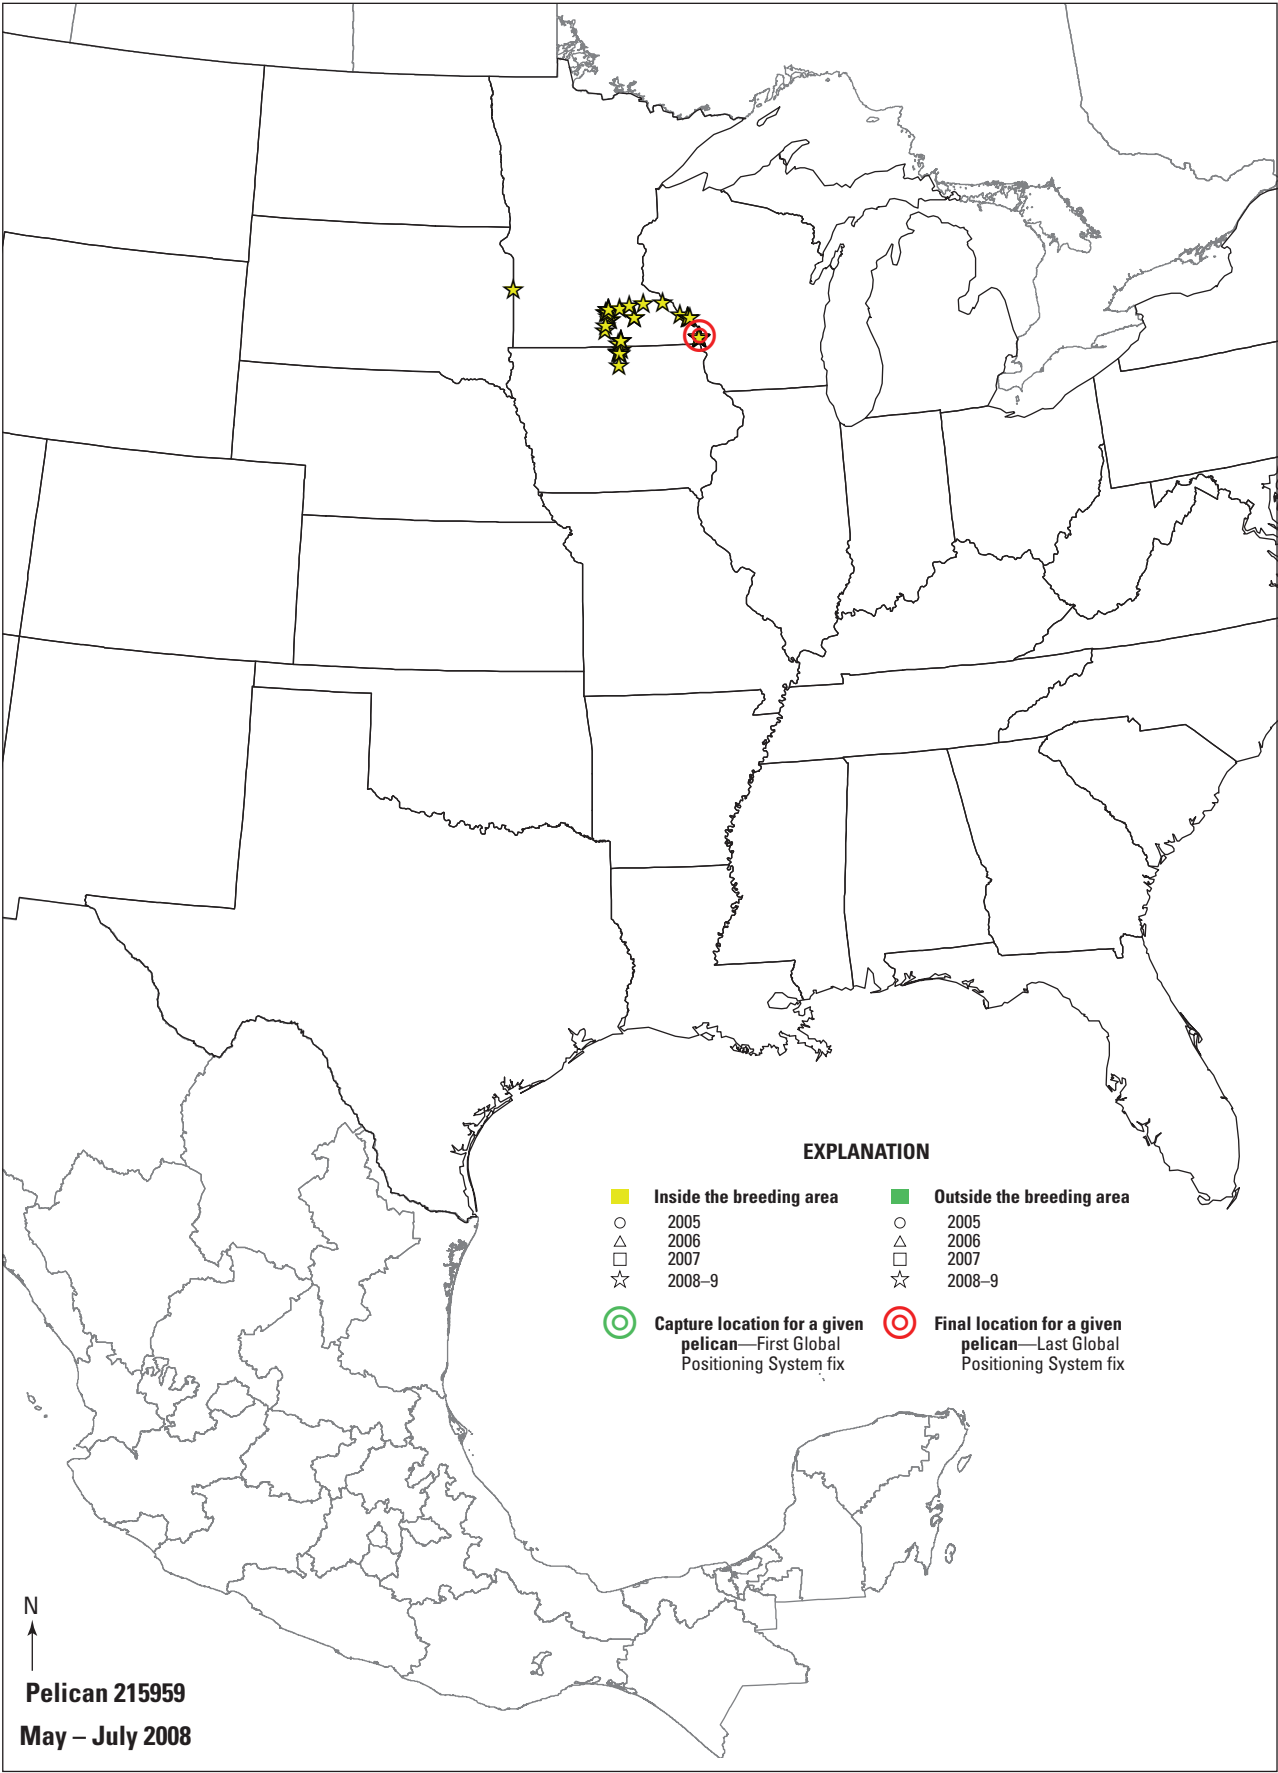 EXPLANATION
Inside the breeding area
2005
2006
2007
2008–9
Capture location for a given
pelican—First Global
Positioning System fix
Outside the breeding area
2005
2006
2007
2008–9
Final location for a given
pelican—Last Global
Positioning System fix
N
Pelican 215959
May – July 2008